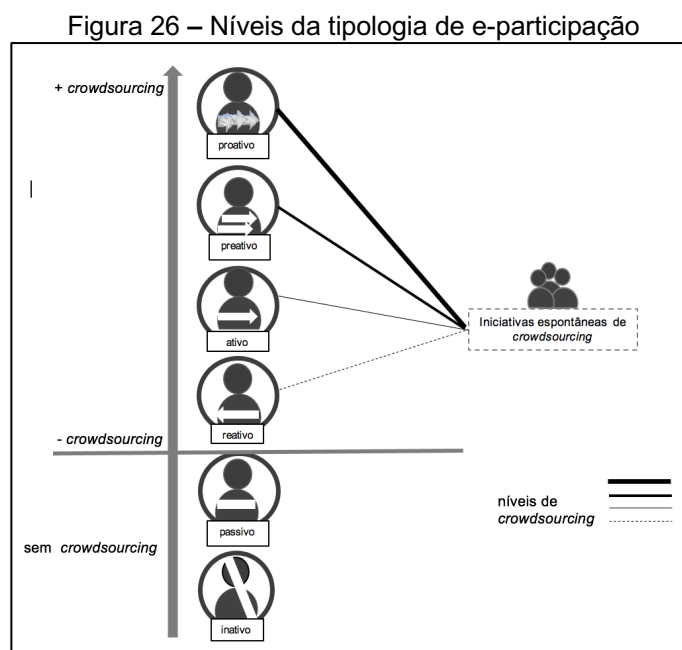 Figura 26 – Níveis da tipologia de e-participação
+ crowdsourcing
proativo
preativo
ativo
Iniciativas espontâneas de
crowdsourcing
reativo
- crowdsourcing
passivo
níveis de
crowdsourcing
sem crowdsourcing
inativo